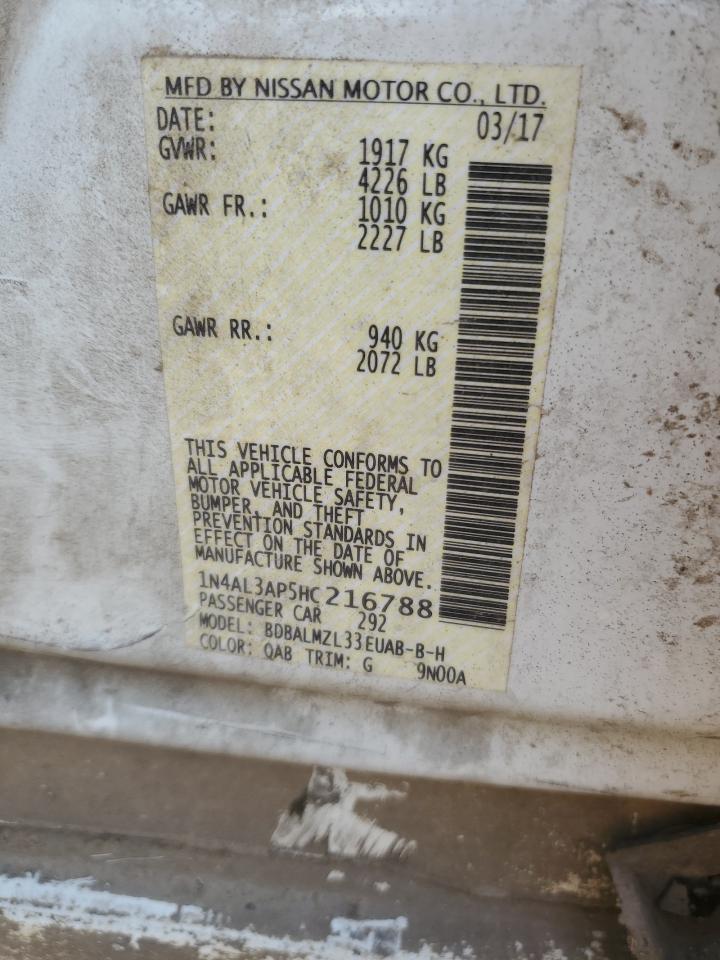 MFD BY NISSAN MOTOR CO., LTD.
DATE: 03/17
GVWR: 1917 KG
4226 LB
GAWR FR.: 1010 KG
2227 LB
GAWR RR.: 940 KG
2072 LB
THIS VEHICLE CONFORMS TO
ALL APPLICABLE FEDERAL
MOTOR VEHICLE SAFETY,
BUMPER, AND THEFT
PREVENTION STANDARDS IN
EFFECT ON THE DATE OF
MANUFACTURE SHOWN ABOVE.
1N4AL3AP5HC216788
PASSENGER CAR 292
MODEL: BDBALMZL33EUAB-B-H
COLOR: QAB TRIM: G 9N00A